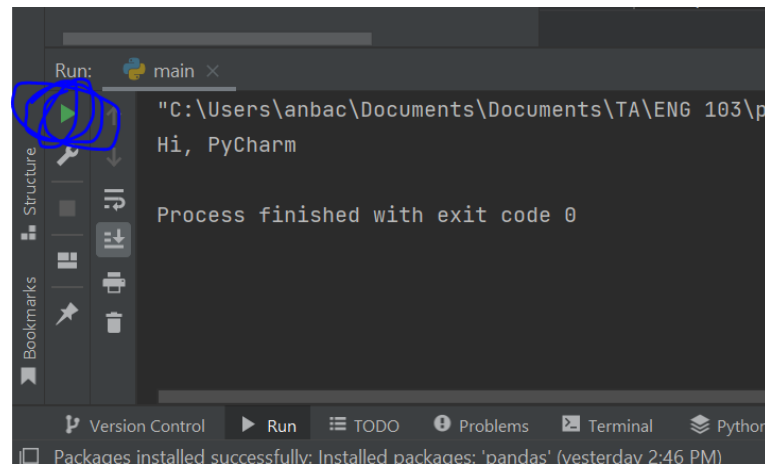 Run: main
"C:\Users\anbac\Documents\Documents\TA\ENG 103\p
Hi, PyCharm
Process finished with exit code 0
Structure
Bookmarks
Version Control Run TODO Problems Terminal Python
Packages installed successfully: Installed packages: 'pandas' (yesterday 2:46 PM)